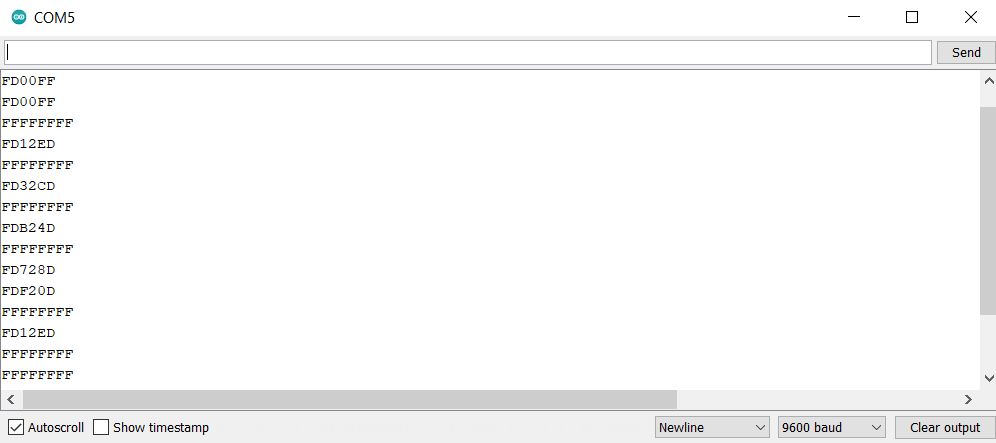 COM5
Send
FD00FF
FD00FF
FFFFFFFF
FD12ED
FFFFFFFF
FD32CD
FFFFFFFF
FDB24D
FFFFFFFF
FD728D
FDF20D
FFFFFFFF
FD12ED
FFFFFFFF
FFFFFFFF
Autoscroll Show timestamp Newline 9600 baud Clear output